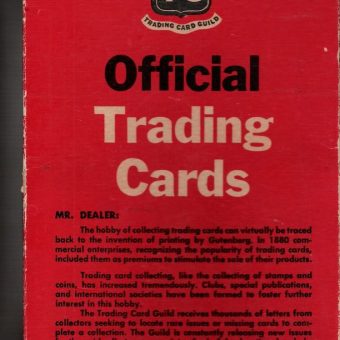 TRADING CARD GUILD
Official
Trading
Cards
MR. DEALER:
The hobby of collecting trading cards can virtually be traced
back to the invention of printing by Gutenberg. In 1880 com-
mercial enterprises, recognizing the popularity of trading cards,
included them as premiums to stimulate the sale of their products.
Trading card collecting, like the collecting of stamps and
coins, has increased tremendously. Clubs, special publications,
and international societies have been formed to foster further
interest in this hobby.
The Trading Card Guild receives thousands of letters from
collectors seeking to locate rare issues or missing cards to com-
plete a collection. The Guild is constantly releasing new issues